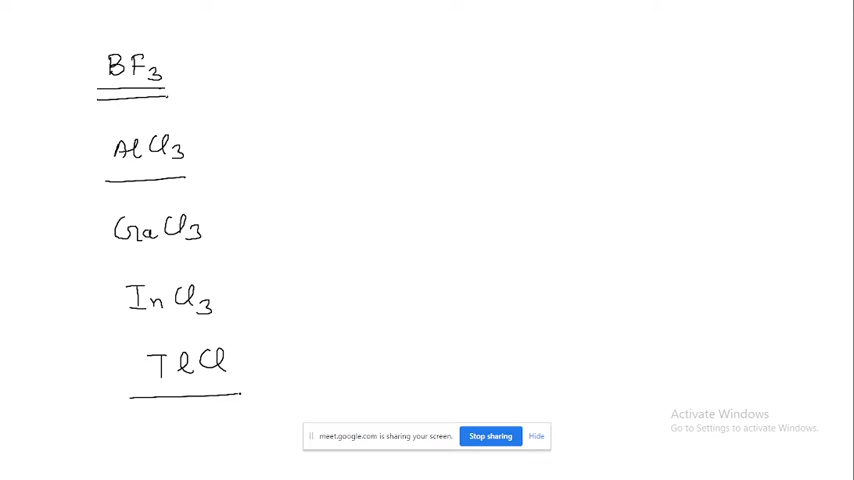 BF3
AlCl3
GaCl3
InCl3
TlCl
Activate Windows
Go to Settings to activate Windows.
meet.google.com is sharing your screen. Stop sharing Hide